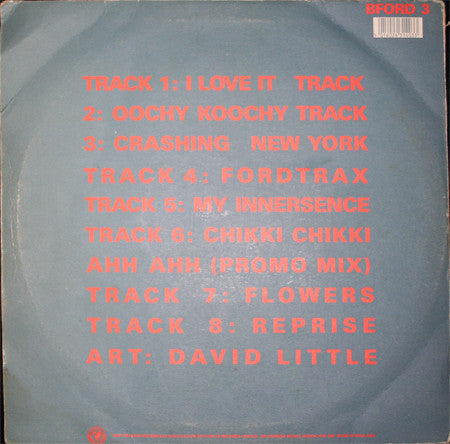 BFORD 3
TRACK 1: I LOVE IT TRACK
2: OOCHY KOOCHY TRACK
3: CRASHING NEW YORK
TRACK 4: FORDTRAX
TRACK 5: MY INNERSENCE
TRACK 6: CHIKKI CHIKKI
AHH AHH (PROMO MIX)
TRACK 7: FLOWERS
TRACK 8: REPRISE
ART: DAVID LITTLE